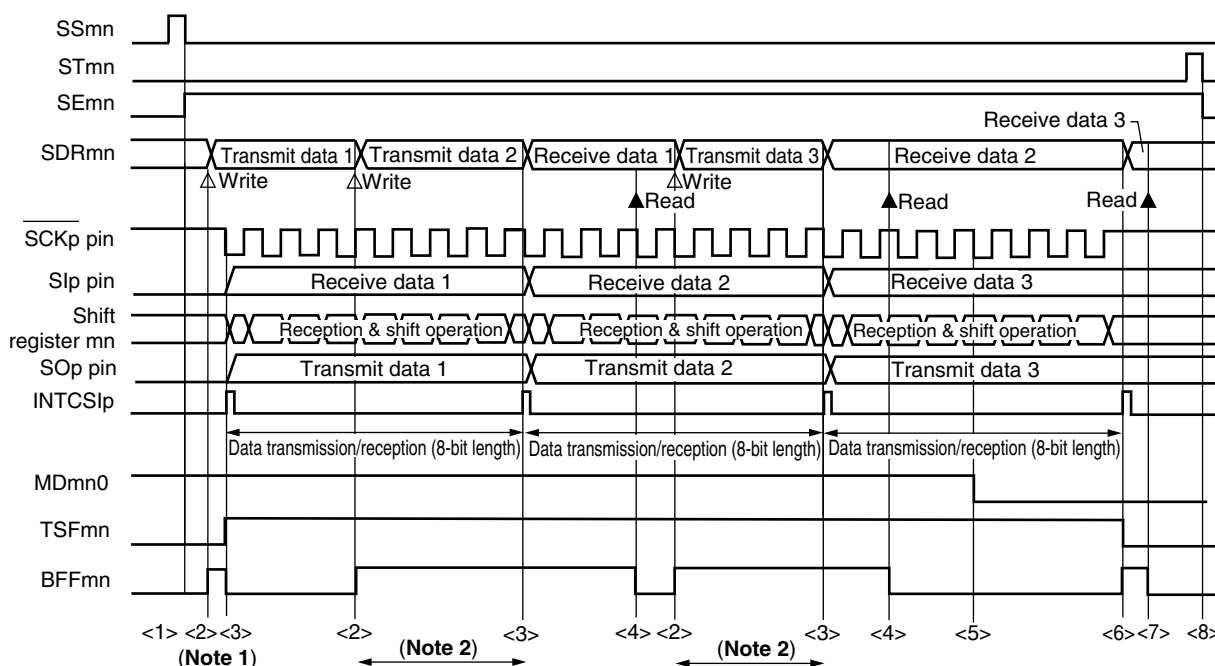 SSmn
STmn
SEmn
Receive data 3
SDRmn Transmit data 1 Transmit data 2 Receive data 1 Transmit data 3 Receive data 2
Write Write Write
Read Read Read
SCKp pin
SIp pin Receive data 1 Receive data 2 Receive data 3
Shift
register mn Reception & shift operation Reception & shift operation Reception & shift operation
SOp pin Transmit data 1 Transmit data 2 Transmit data 3
INTCSIp
Data transmission/reception (8-bit length) Data transmission/reception (8-bit length) Data transmission/reception (8-bit length)
MDmn0
TSFmn
BFFmn
<1> <2> <3> <2> <3> <4> <2> <3> <4> <5> <6> <7> <8>
(Note 1) (Note 2) (Note 2)